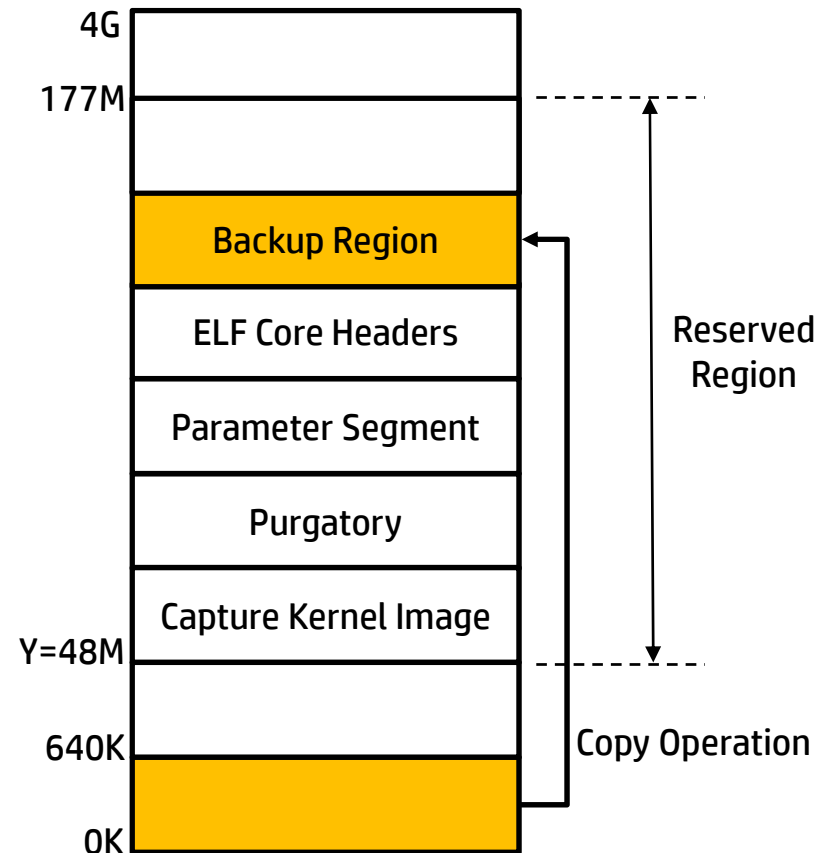 4G
177M
Backup Region
ELF Core Headers
Reserved
Region
Parameter Segment
Purgatory
Capture Kernel Image
Y=48M
640K
Copy Operation
0K